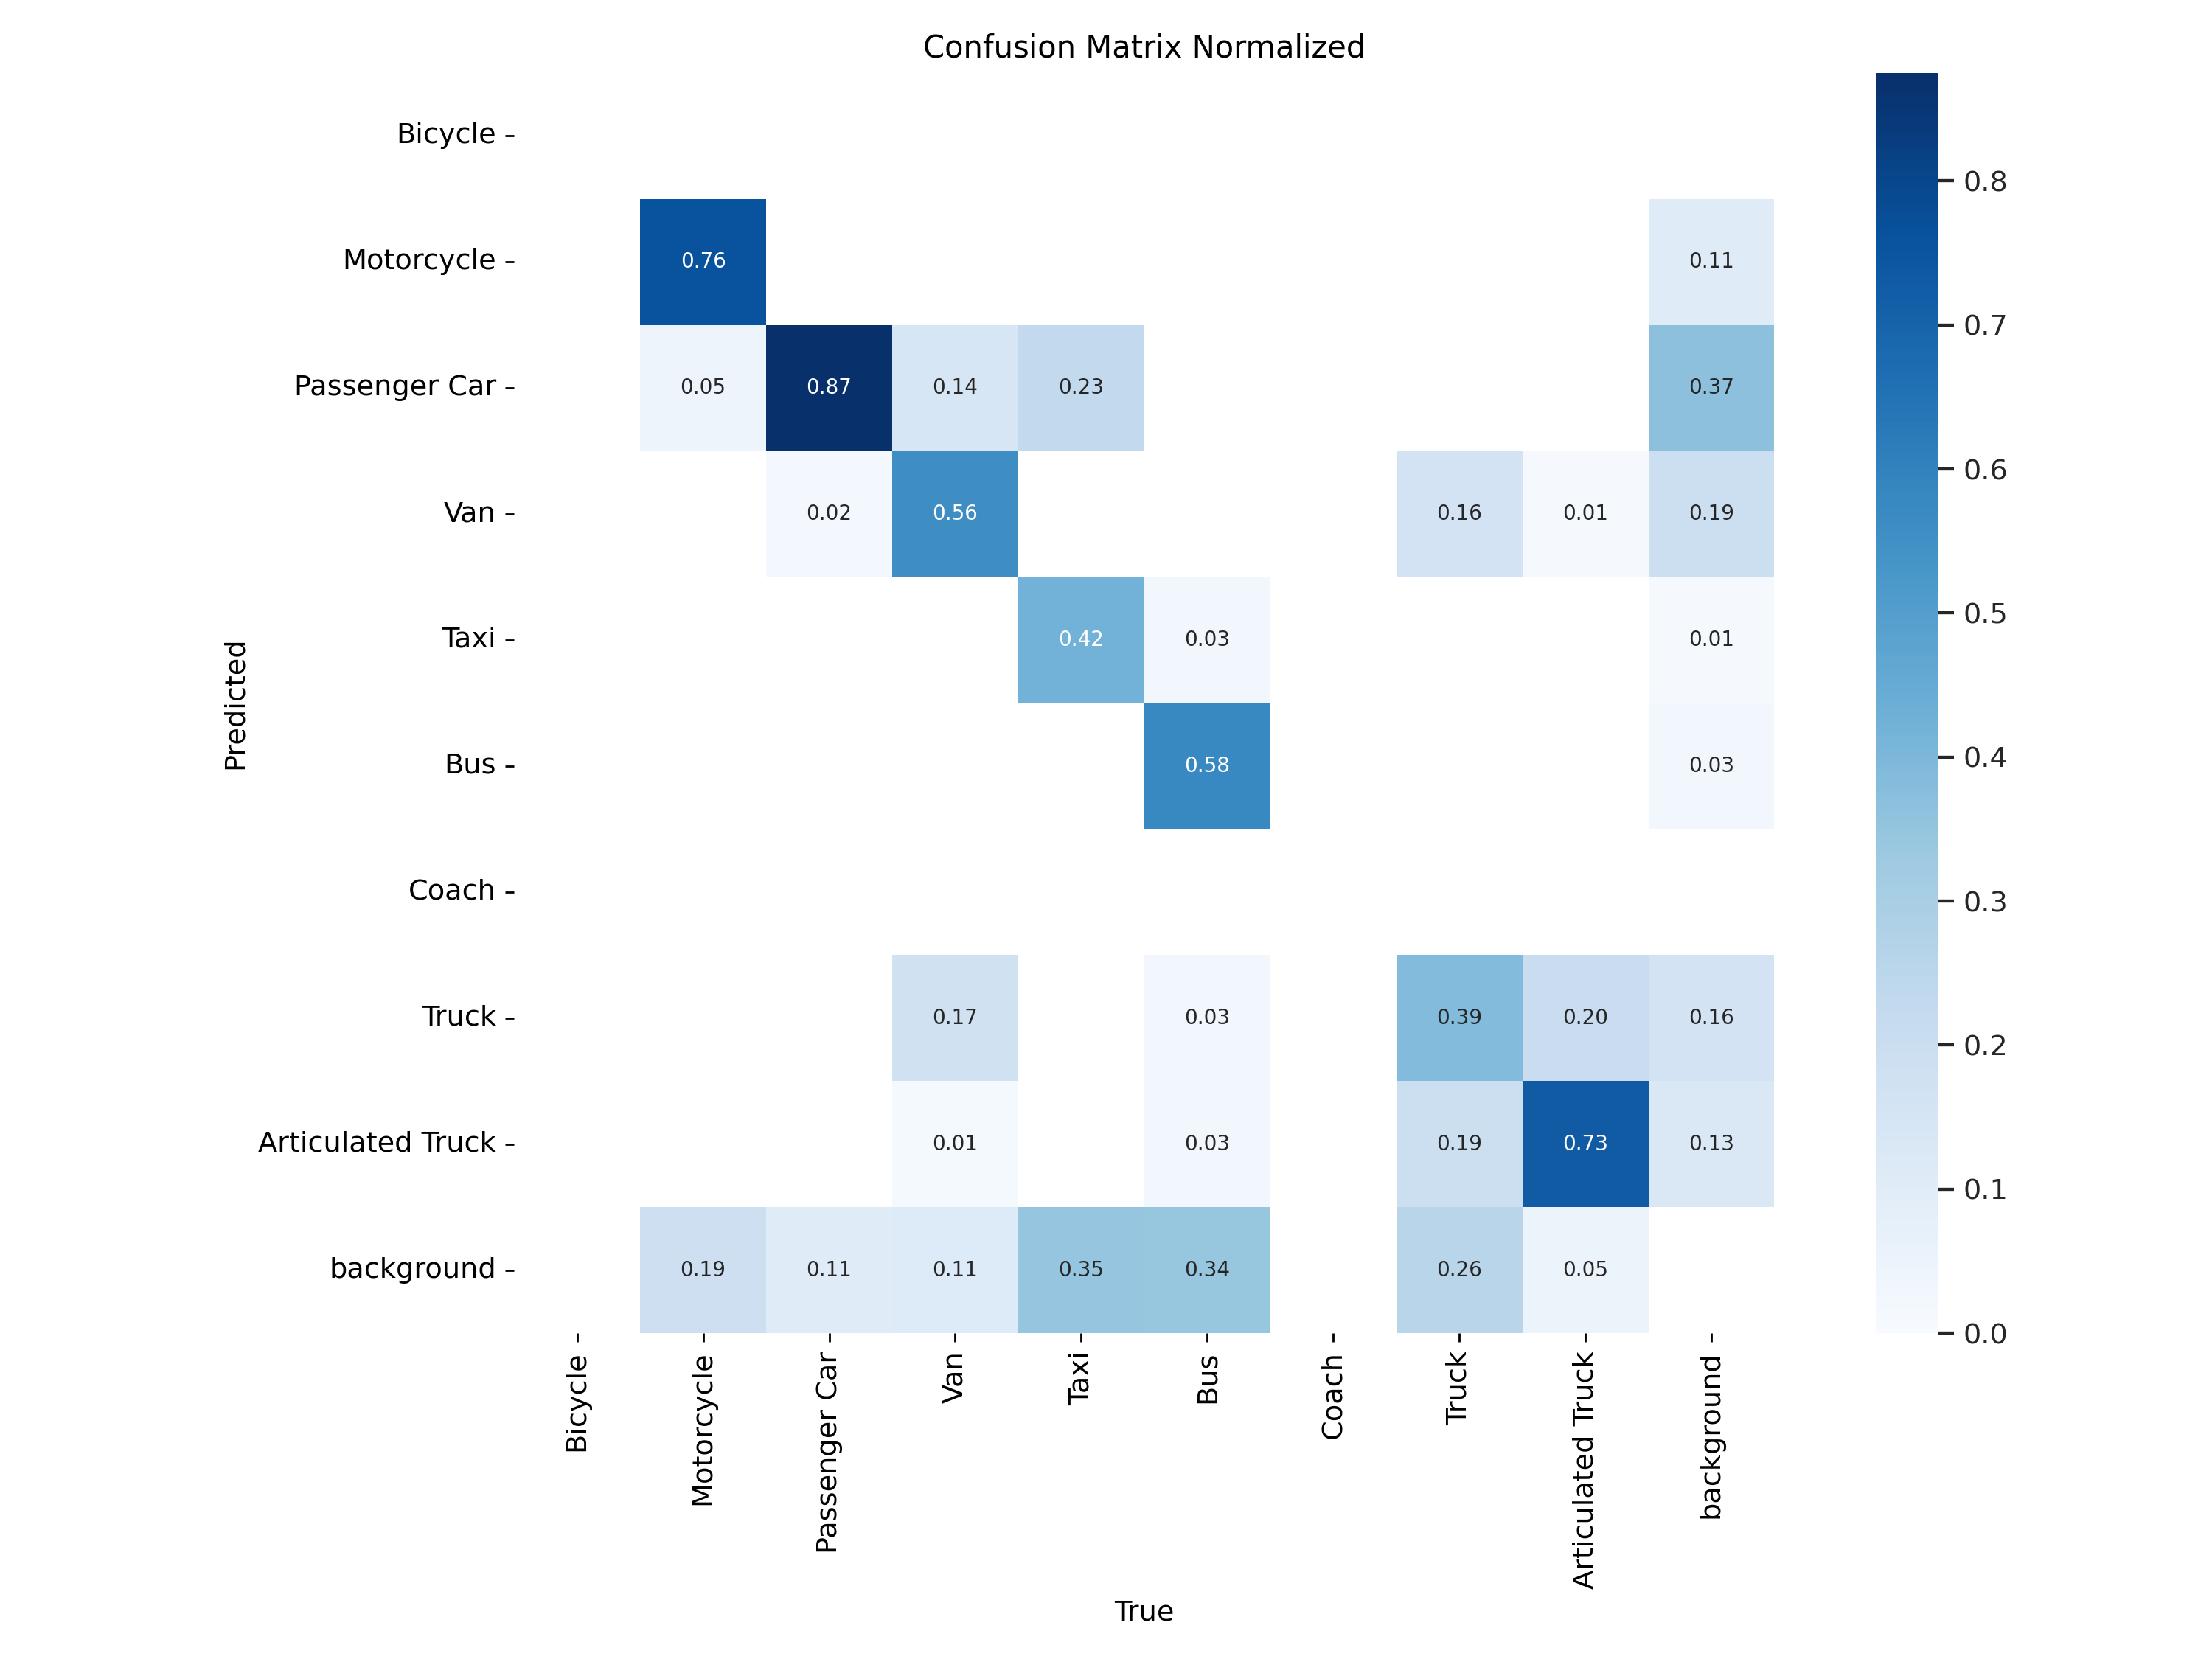 Confusion Matrix Normalized
Predicted
Bicycle
Motorcycle 0.76 0.11
Passenger Car 0.05 0.87 0.14 0.23 0.37
Van 0.02 0.56 0.16 0.01 0.19
Taxi 0.42 0.03 0.01
Bus 0.58 0.03
Coach
Truck 0.17 0.03 0.39 0.20 0.16
Articulated Truck 0.01 0.03 0.19 0.73 0.13
background 0.19 0.11 0.11 0.35 0.34 0.26 0.05
Bicycle
Motorcycle
Passenger Car
Van
Taxi
Bus
Coach
Truck
Articulated Truck
background
True
0.8
0.7
0.6
0.5
0.4
0.3
0.2
0.1
0.0